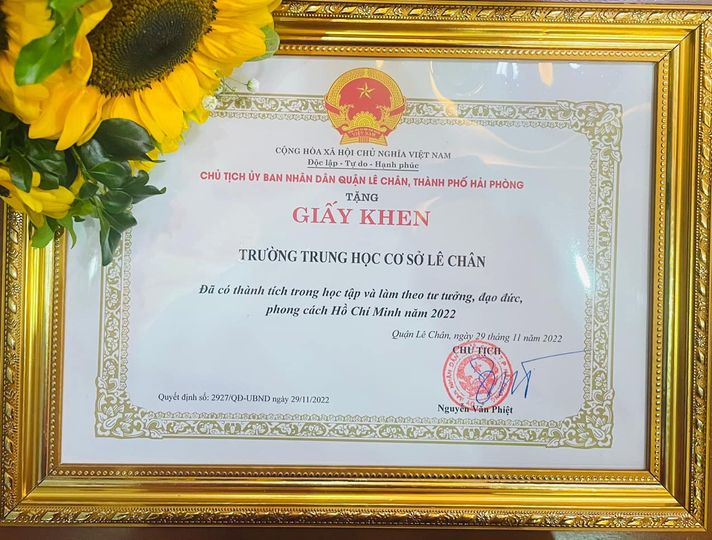 CỘNG HÒA XÃ HỘI CHỦ NGHĨA VIỆT NAM
Độc lập - Tự do - Hạnh phúc
CHỦ TỊCH ỦY BAN NHÂN DÂN QUẬN LÊ CHÂN, THÀNH PHỐ HẢI PHÒNG
TẶNG
GIẤY KHEN
TRƯỜNG TRUNG HỌC CƠ SỞ LÊ CHÂN
Đã có thành tích trong học tập và làm theo tư tưởng, đạo đức,
phong cách Hồ Chí Minh năm 2022
Quận Lê Chân, ngày 29 tháng 11 năm 2022
CHỦ TỊCH
Quyết định số: 2927/QĐ-UBND ngày 29/11/2022
Nguyễn Văn Phiệt